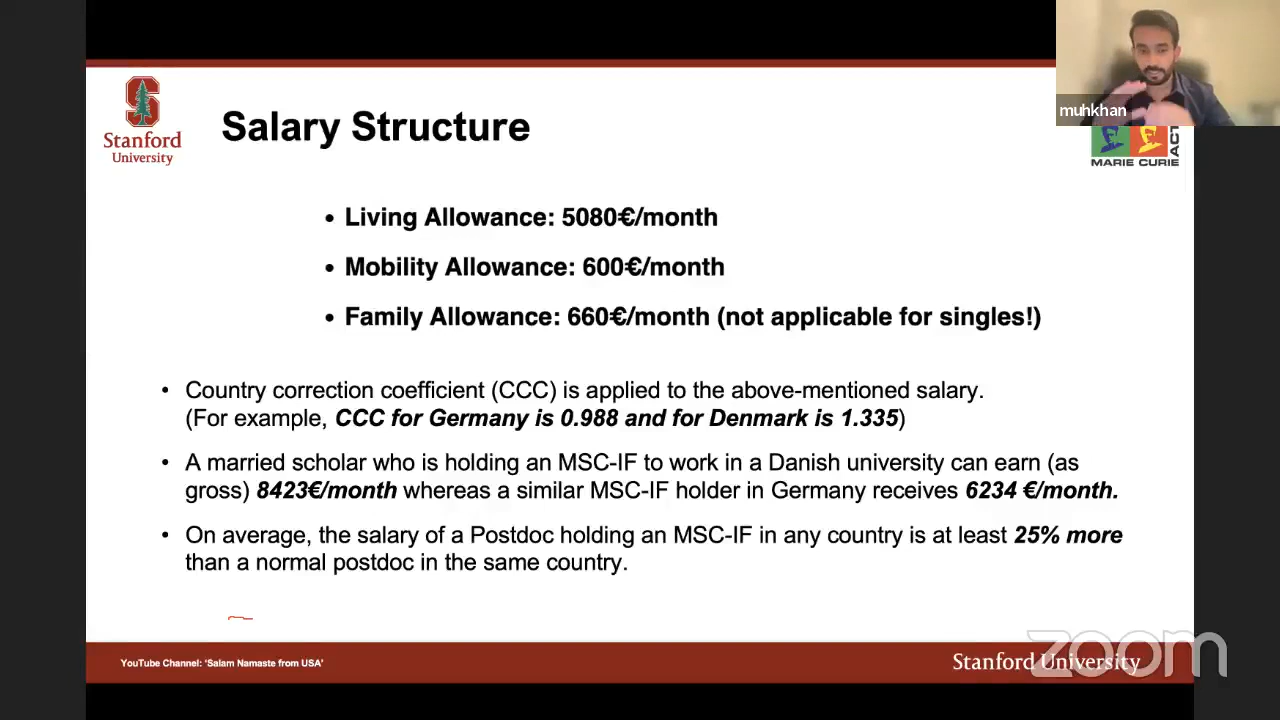 muhkhan
Stanford
University
Salary Structure
MARIE CURIE
ACT
• Living Allowance: 5080€/month
• Mobility Allowance: 600€/month
• Family Allowance: 660€/month (not applicable for singles!)
• Country correction coefficient (CCC) is applied to the above-mentioned salary.
(For example, CCC for Germany is 0.988 and for Denmark is 1.335)
• A married scholar who is holding an MSC-IF to work in a Danish university can earn (as
gross) 8423€/month whereas a similar MSC-IF holder in Germany receives 6234 €/month.
• On average, the salary of a Postdoc holding an MSC-IF in any country is at least 25% more
than a normal postdoc in the same country.
YouTube Channel: ‘Salam Namaste from USA’
Stanford University
zoom